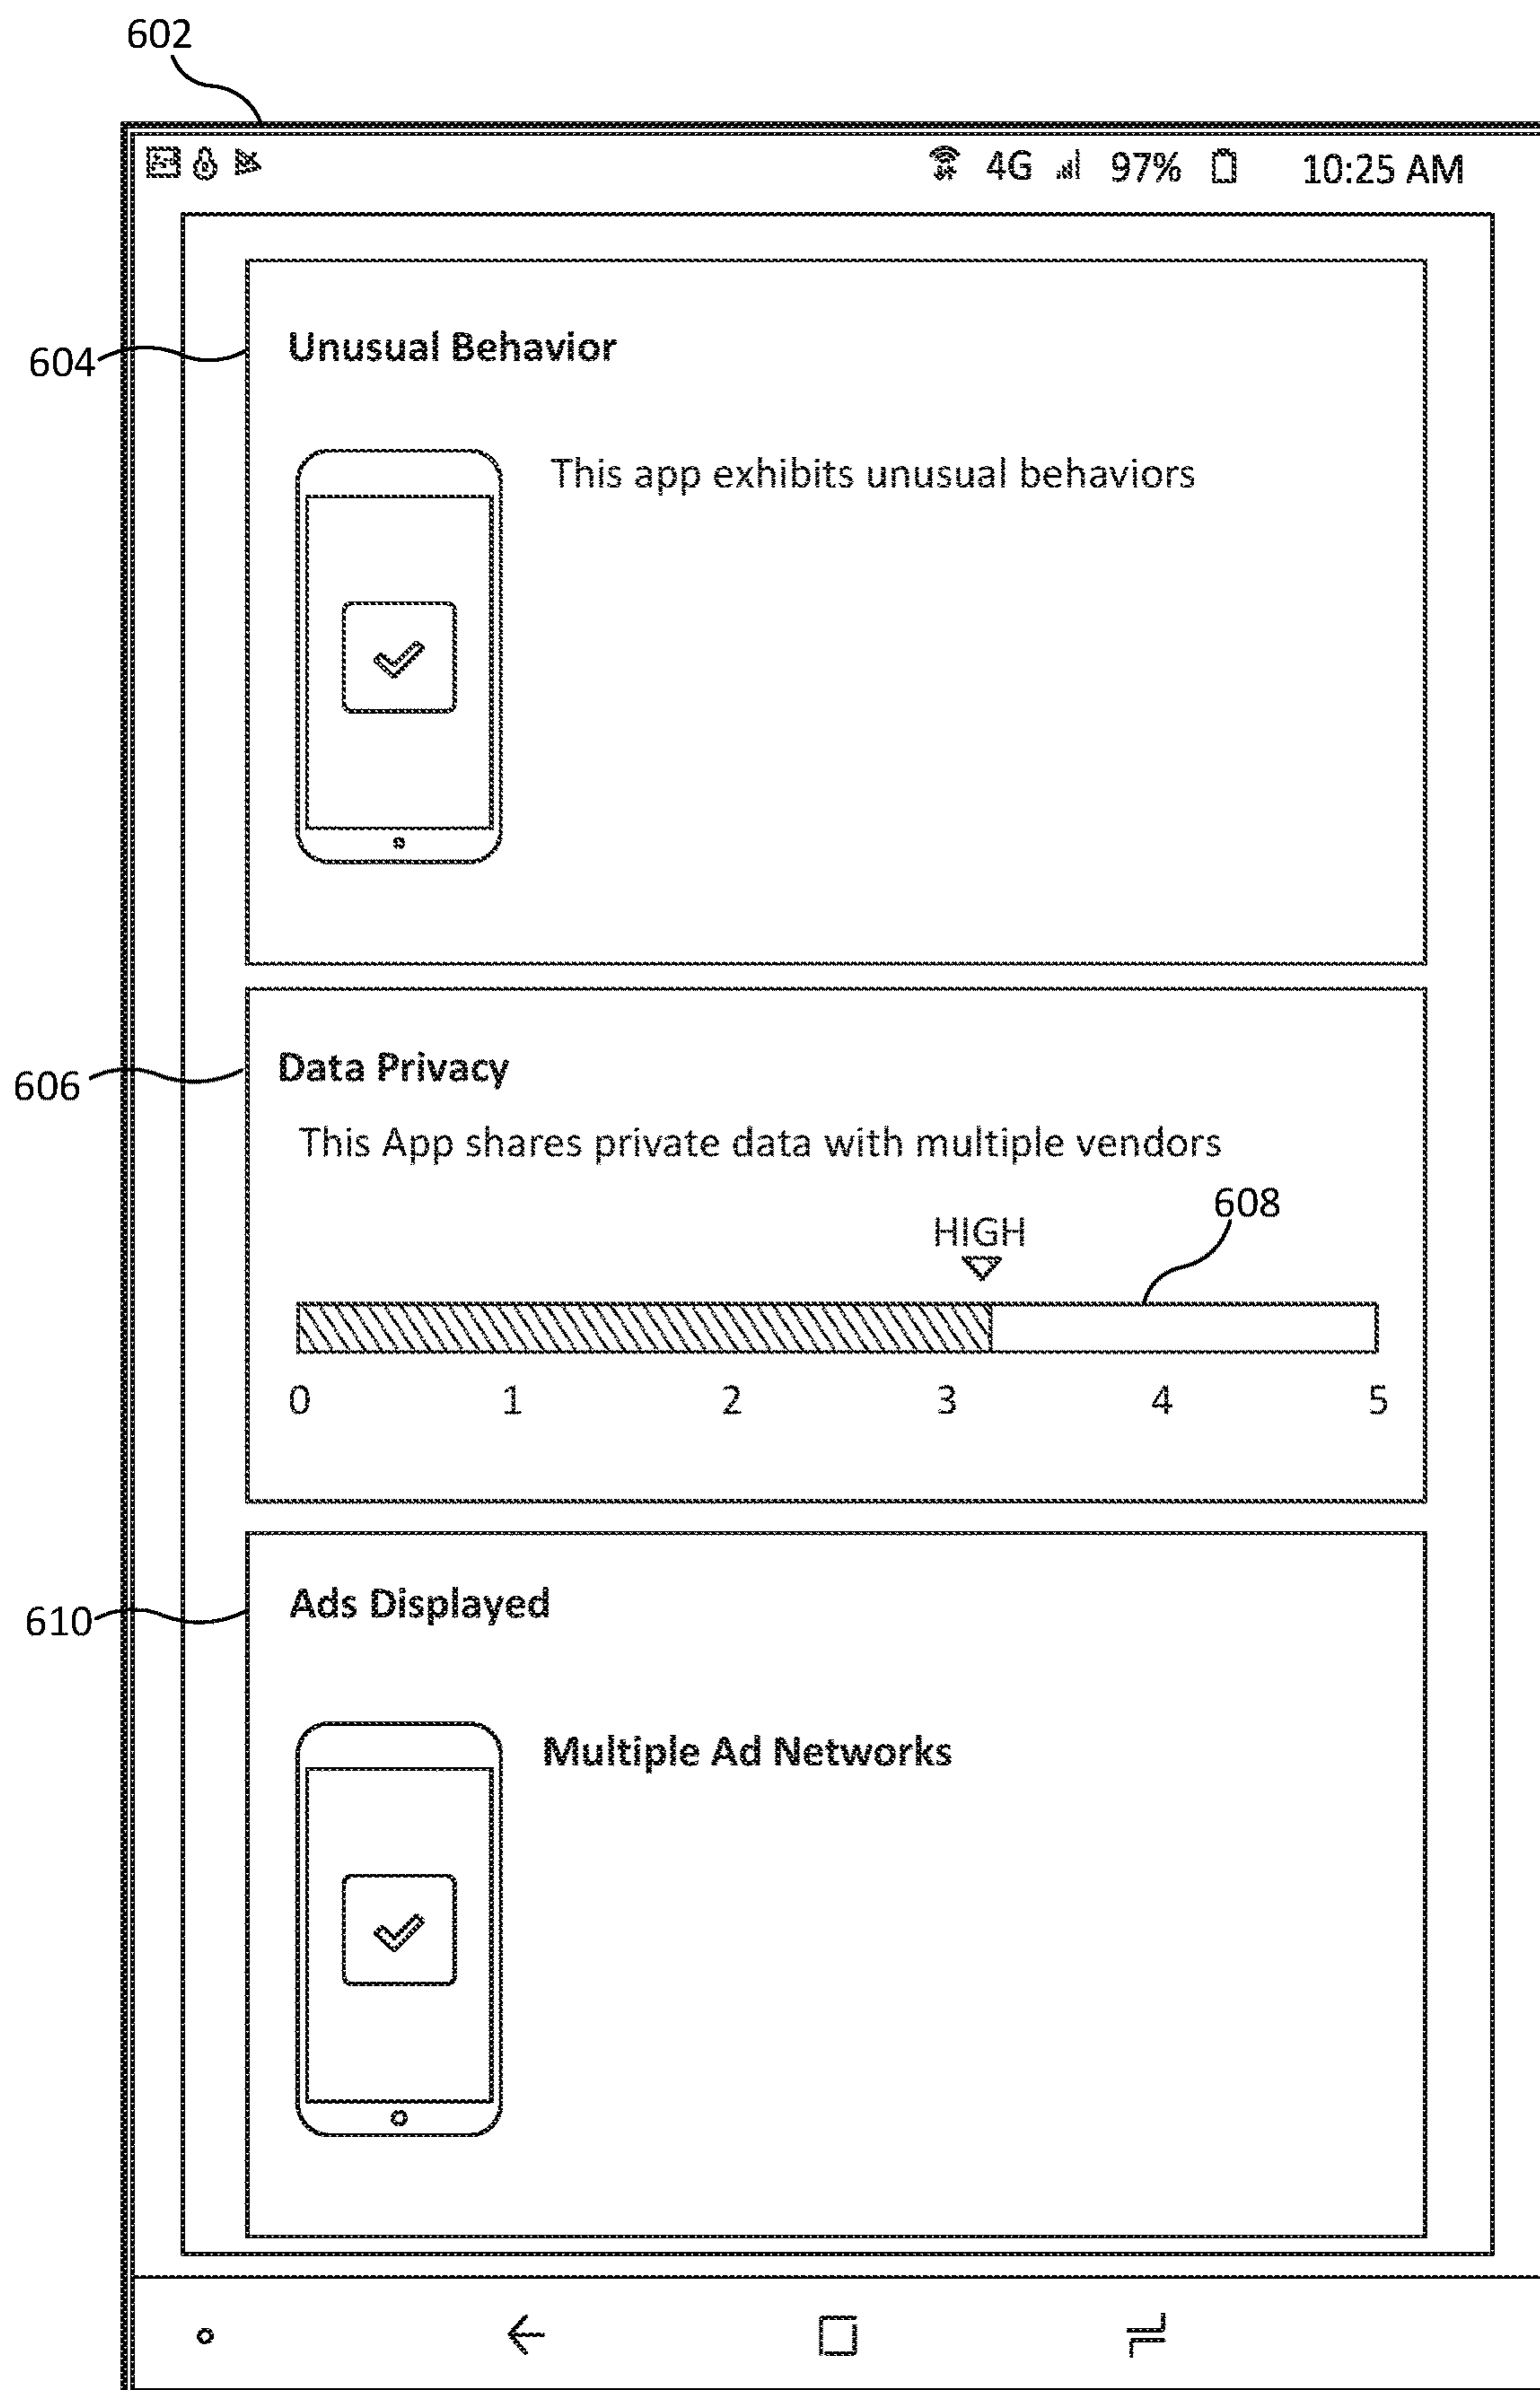 602
4G 97% 10:25 AM
604
Unusual Behavior
This app exhibits unusual behaviors
606
Data Privacy
This App shares private data with multiple vendors
608
HIGH
0 1 2 3 4 5
610
Ads Displayed
Multiple Ad Networks